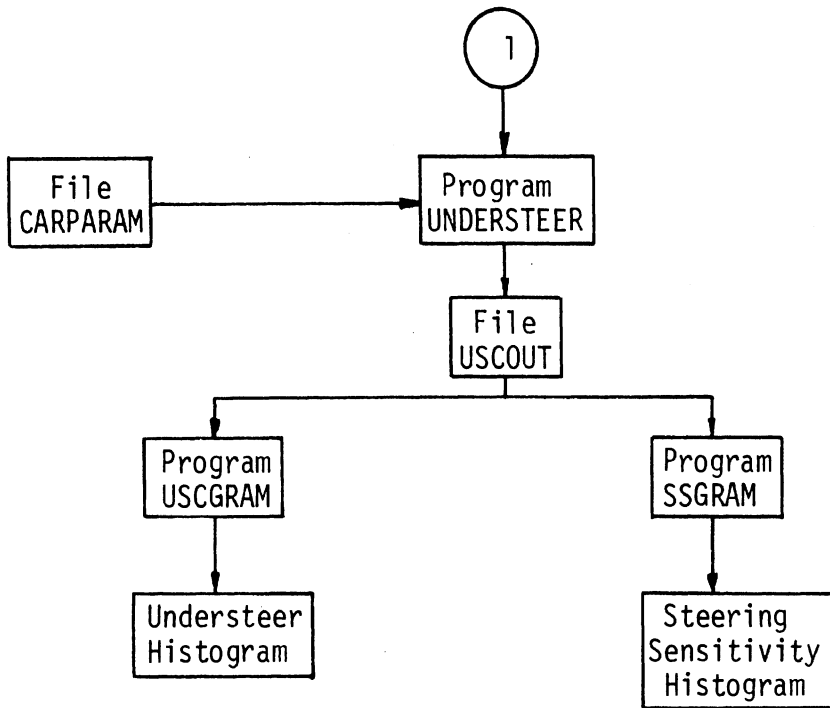 1
File
CARPARAM
Program
UNDERSTEER
File
USCOUT
Program
USCGRAM
Program
SSGRAM
Understeer
Histogram
Steering
Sensitivity
Histogram